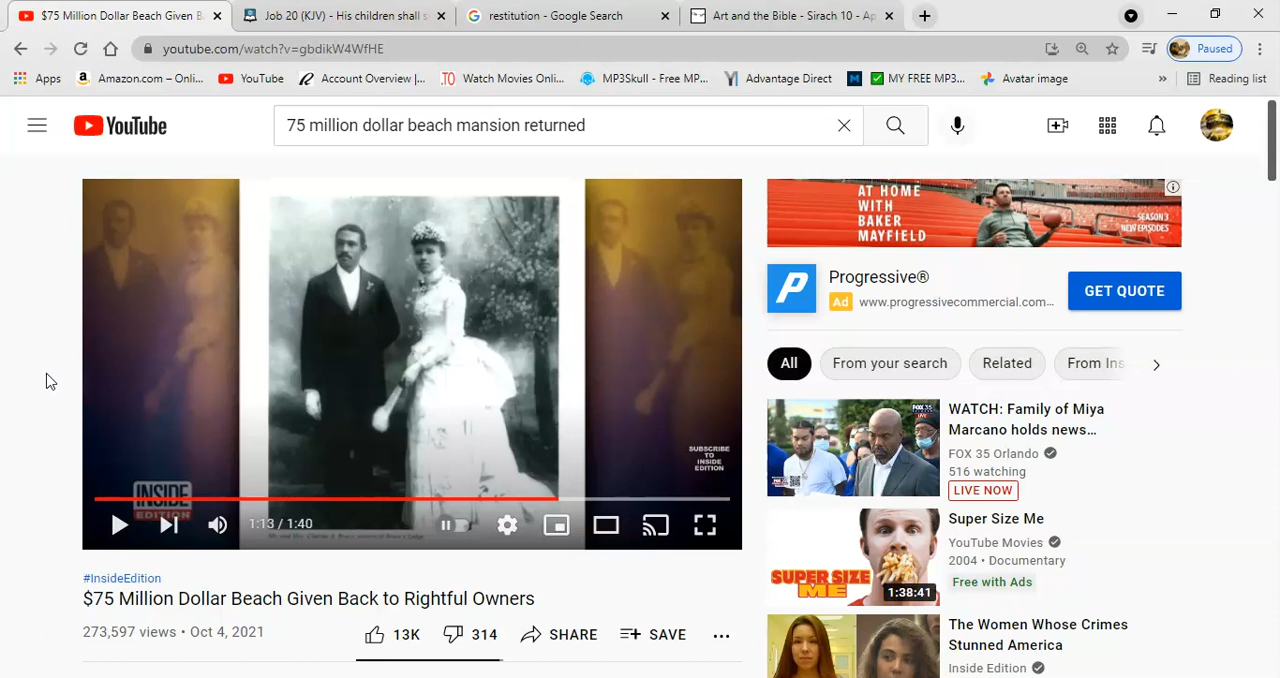 $75 Million Dollar Beach Given B
Job 20 (KJV) - His children shall s
restitution - Google Search
Art and the Bible - Sirach 10 - Ap
youtube.com/watch?v=gbdikW4WfHE
Paused
Apps
Amazon.com – Onli...
YouTube
Account Overview |...
Watch Movies Onlin...
MP3Skull - Free MP...
Advantage Direct
MY FREE MP3...
Avatar image
»
Reading list
YouTube
75 million dollar beach mansion returned
AT HOME
WITH
BAKER
MAYFIELD
SEASON 3
NEW EPISODES
Progressive®
Ad www.progressivecommercial.com...
GET QUOTE
All
From your search
Related
From Ins
SUBSCRIBE
TO
INSIDE
EDITION
INSIDE
EDITION
1:13 / 1:40
#InsideEdition
$75 Million Dollar Beach Given Back to Rightful Owners
273,597 views • Oct 4, 2021
13K
314
SHARE
SAVE
FOX 35
LIVE
WATCH: Family of Miya
Marcano holds news...
FOX 35 Orlando
516 watching
LIVE NOW
SUPER SIZE
ME
1:38:41
Super Size Me
YouTube Movies
2004 • Documentary
Free with Ads
The Women Whose Crimes
Stunned America
Inside Edition